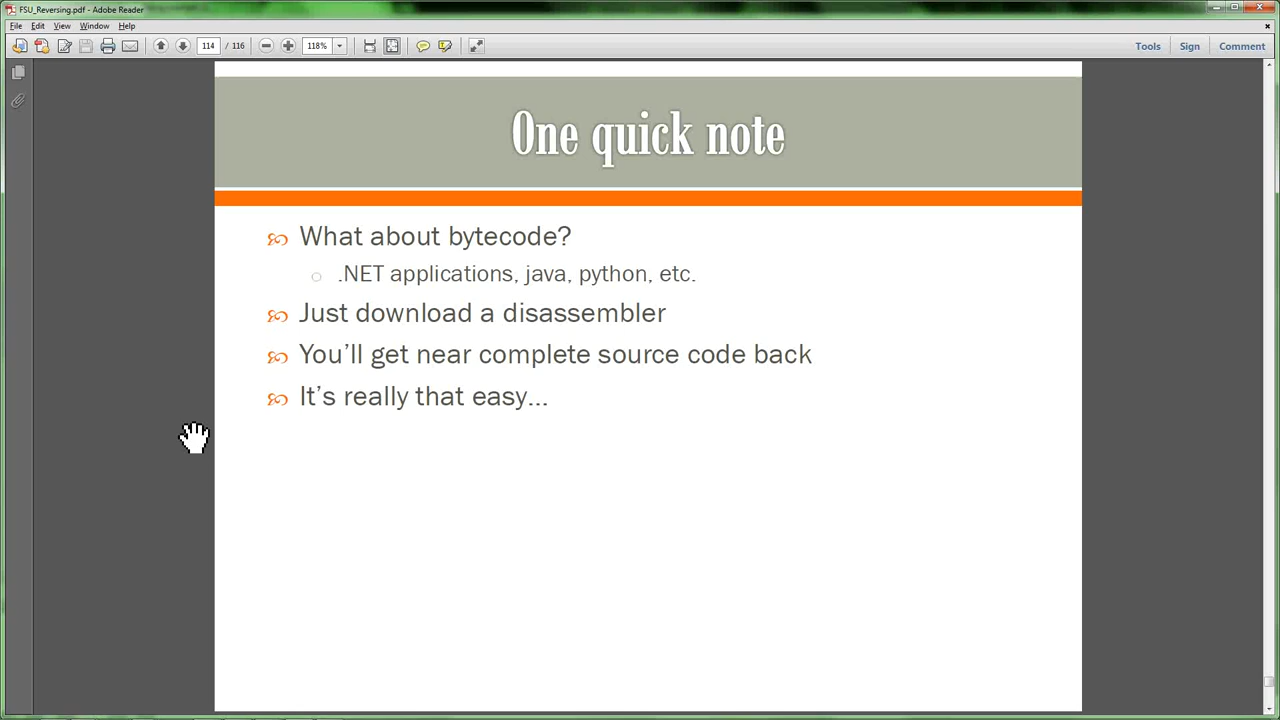 FSU_Reversing.pdf - Adobe Reader
File Edit View Window Help
114 / 116 118% Tools Sign Comment
One quick note
What about bytecode?
.NET applications, java, python, etc.
Just download a disassembler
You’ll get near complete source code back
It’s really that easy…